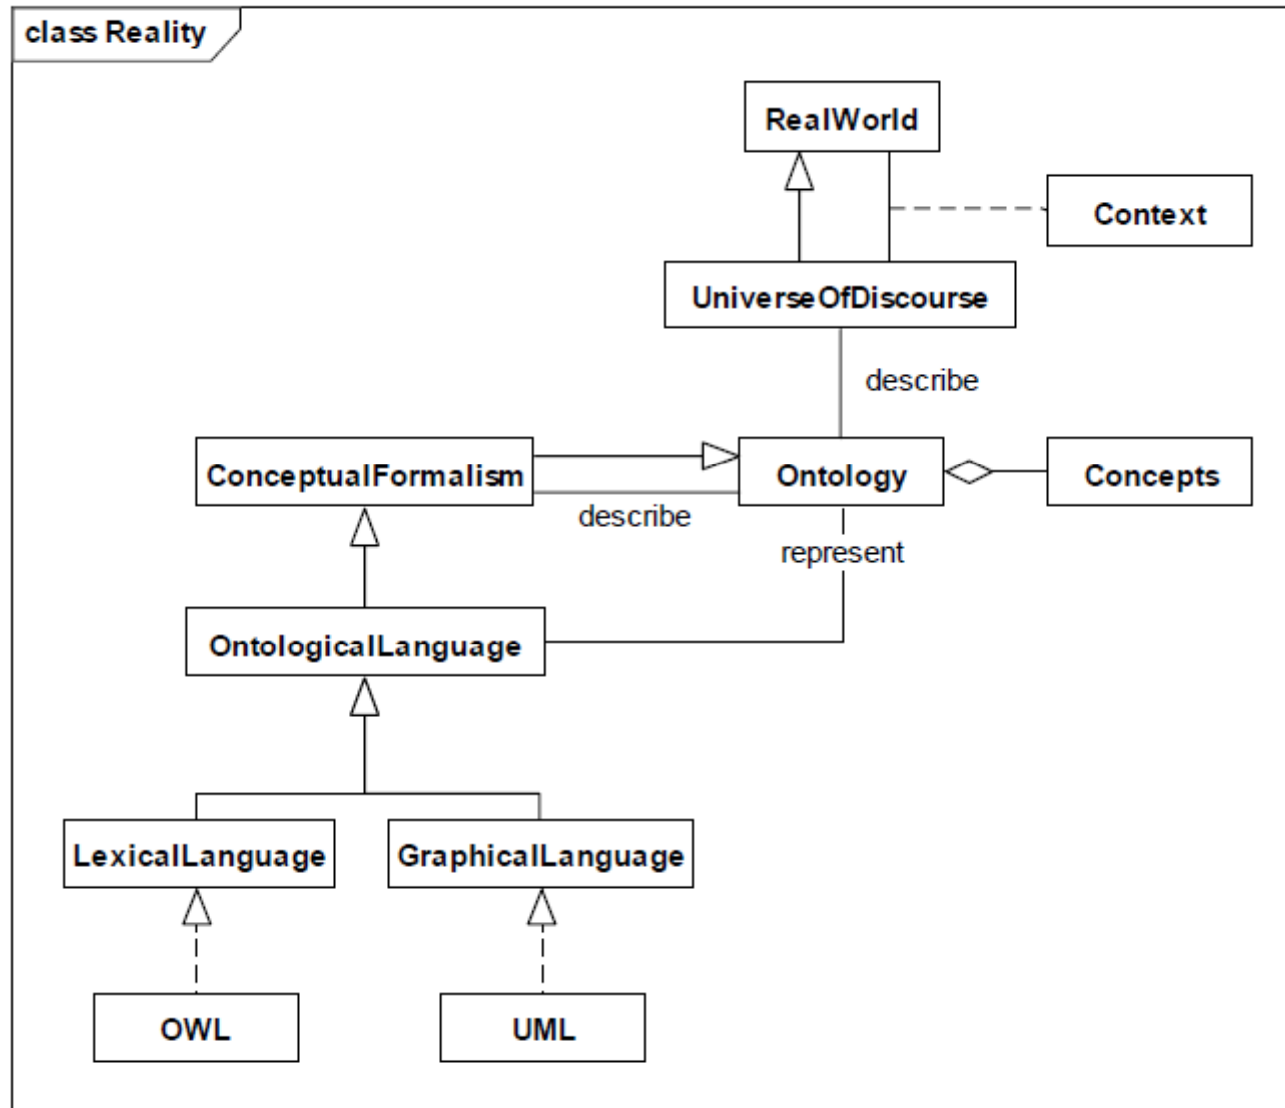 class Reality
RealWorld
Context
UniverseOfDiscourse
describe
ConceptualFormalism
Ontology
Concepts
describe
represent
OntologicalLanguage
LexicalLanguage
GraphicalLanguage
OWL
UML